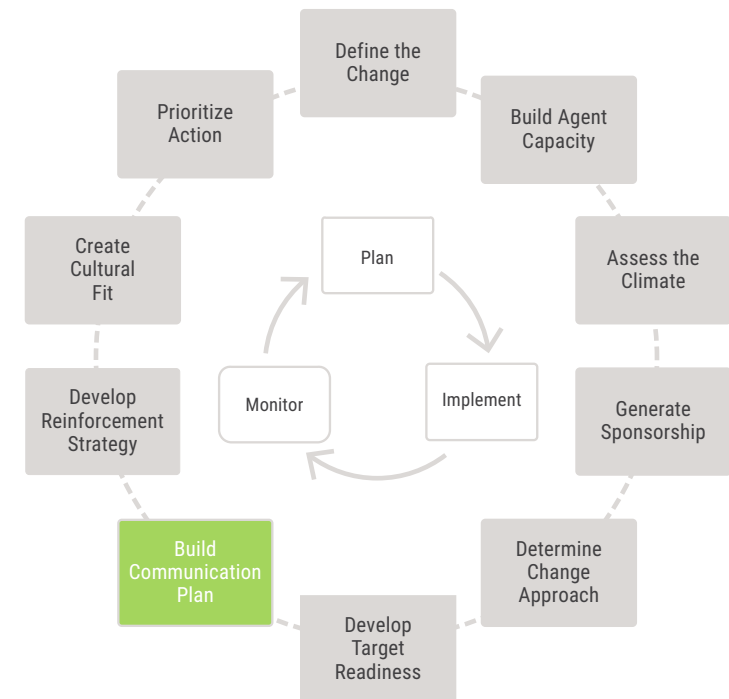 Define the
Change
Build Agent
Capacity
Assess the
Climate
Generate
Sponsorship
Determine
Change
Approach
Develop
Target
Readiness
Build
Communication
Plan
Develop
Reinforcement
Strategy
Create
Cultural
Fit
Prioritize
Action
Plan
Implement
Monitor